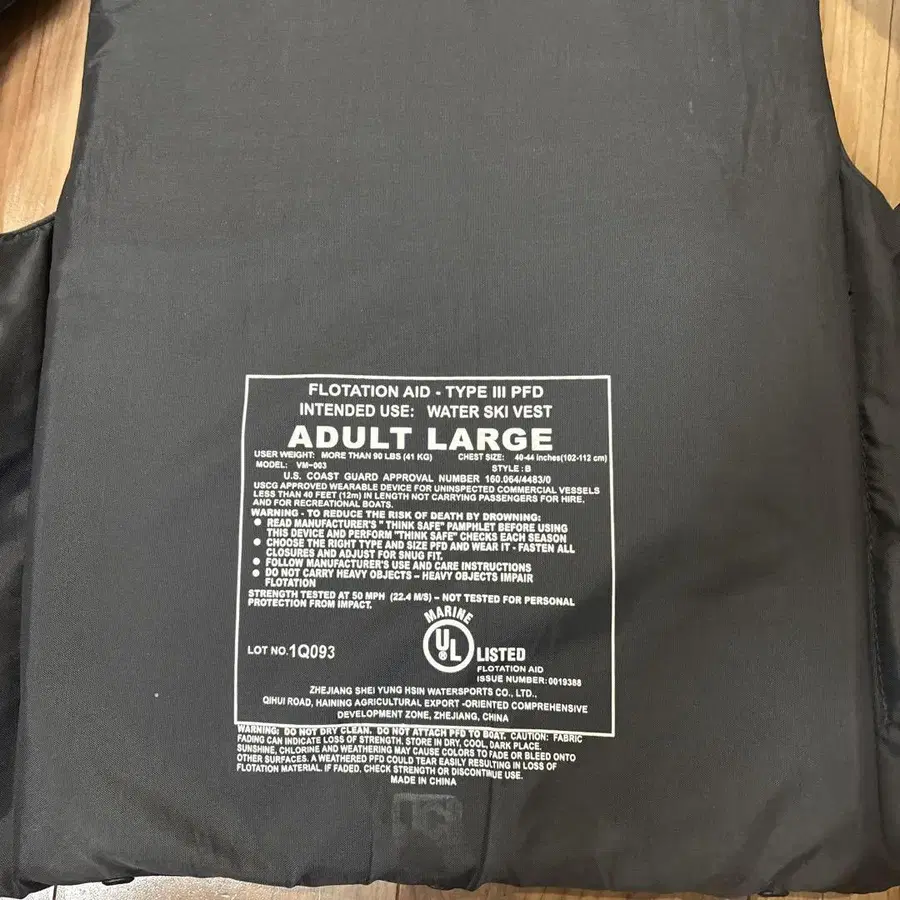 FLOTATION AID - TYPE III PFD
INTENDED USE: WATER SKI VEST
ADULT LARGE
USER WEIGHT: MORE THAN 90 LBS (41 KG) CHEST SIZE: 40-44 inches(102-112 cm)
MODEL: VM-003 STYLE: B
U.S. COAST GUARD APPROVAL NUMBER 160.064/4483/0
USCG APPROVED WEARABLE DEVICE FOR UNINSPECTED COMMERCIAL VESSELS
LESS THAN 40 FEET (12m) IN LENGTH NOT CARRYING PASSENGERS FOR HIRE,
AND FOR RECREATIONAL BOATS.
WARNING - TO REDUCE THE RISK OF DEATH BY DROWNING:
● READ MANUFACTURER'S " THINK SAFE" PAMPHLET BEFORE USING
THIS DEVICE AND PERFORM "THINK SAFE" CHECKS EACH SEASON
● CHOOSE THE RIGHT TYPE AND SIZE PFD AND WEAR IT - FASTEN ALL
CLOSURES AND ADJUST FOR SNUG FIT.
● FOLLOW MANUFACTURER'S USE AND CARE INSTRUCTIONS
● DO NOT CARRY HEAVY OBJECTS – HEAVY OBJECTS IMPAIR
FLOTATION
STRENGTH TESTED AT 50 MPH (22.4 M/S) – NOT TESTED FOR PERSONAL
PROTECTION FROM IMPACT.
MARINE
UL ®
LISTED
LOT NO.1Q093
FLOTATION AID
ISSUE NUMBER:0019388
ZHEJIANG SHEI YUNG HSIN WATERSPORTS CO., LTD.,
QIHUI ROAD, HAINING AGRICULTURAL EXPORT -ORIENTED COMPREHENSIVE
DEVELOPMENT ZONE, ZHEJIANG, CHINA
WARNING: DO NOT DRY CLEAN. DO NOT ATTACH PFD TO BOAT. CAUTION: FABRIC
FADING CAN INDICATE LOSS OF STRENGTH. STORE IN DRY, COOL, DARK PLACE.
SUNSHINE, CHLORINE AND WEATHERING MAY CAUSE COLORS TO FADE OR BLEED ONTO
OTHER SURFACES. A WEATHERED PFD COULD TEAR EASILY RESULTING IN LOSS OF
FLOTATION MATERIAL. IF FADED. CHECK STRENGTH OR DISCONTINUE USE.
MADE IN CHINA